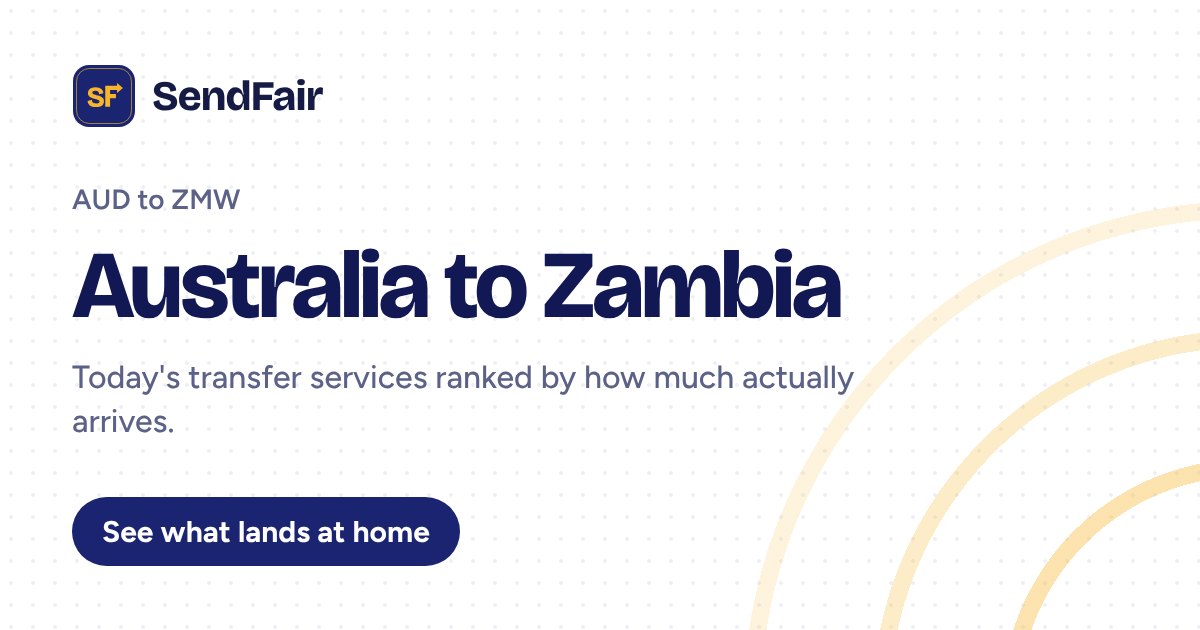 SF
SendFair
AUD to ZMW
Australia to Zambia
Today's transfer services ranked by how much actually
arrives.
See what lands at home